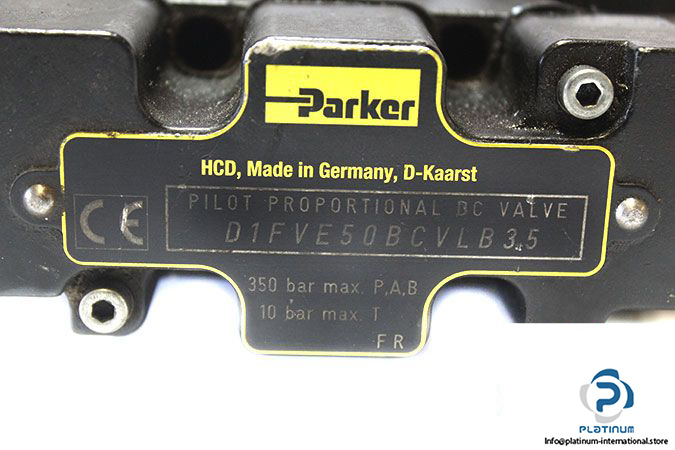 Parker
HCD, Made in Germany, D-Kaarst
CE
PILOT PROPORTIONAL DC VALVE
D1FVE50BCVLB35
350 bar max. P,A,B
10 bar max. T
FR
P
PLATINUM
Info@platinum-international.store